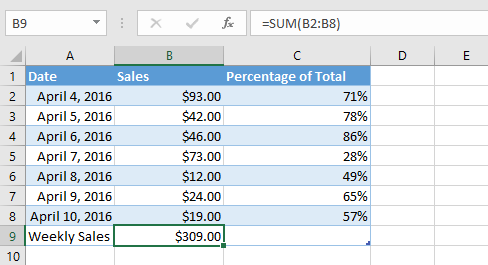 B9 fx =SUM(B2:B8)
A B C D E
1 Date Sales Percentage of Total
2 April 4, 2016 $93.00 71%
3 April 5, 2016 $42.00 78%
4 April 6, 2016 $46.00 86%
5 April 7, 2016 $73.00 28%
6 April 8, 2016 $12.00 49%
7 April 9, 2016 $24.00 65%
8 April 10, 2016 $19.00 57%
9 Weekly Sales $309.00
10